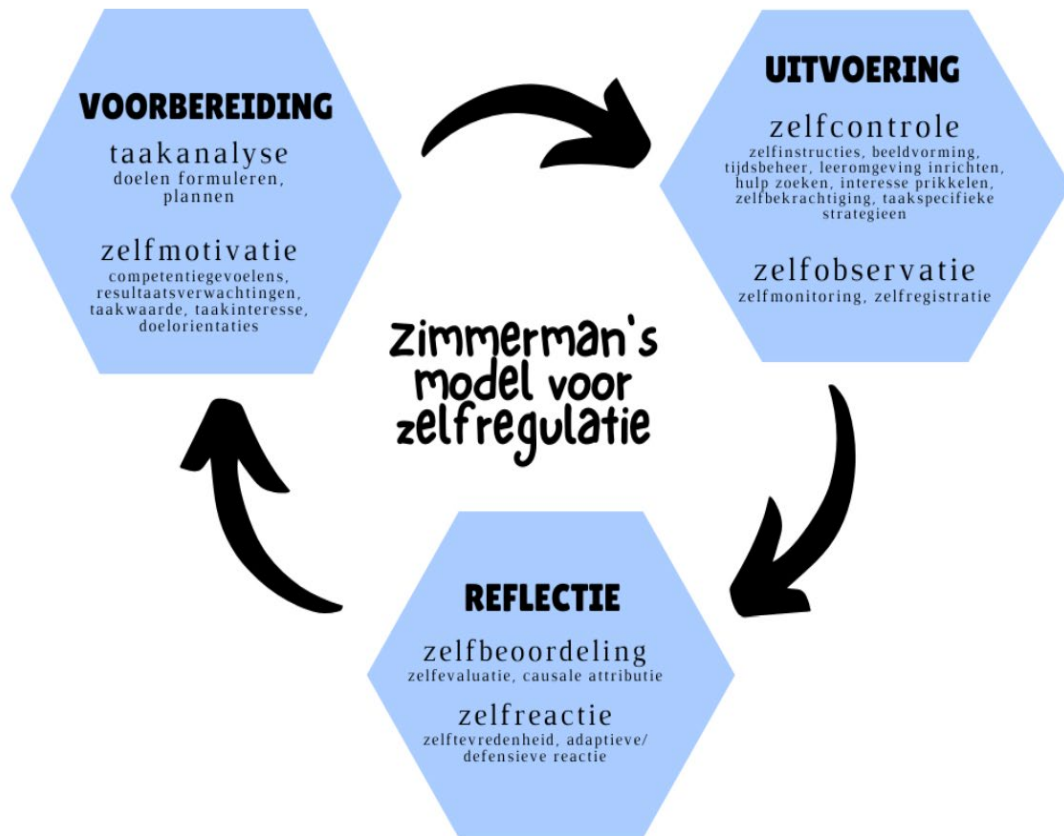 VOORBEREIDING
taakanalyse
doelen formuleren,
plannen
zelfmotivatie
competentiegevoelens,
resultaatsverwachtingen,
taakwaarde, taakinteresse,
doelorientaties
UITVOERING
zelfcontrole
zelfinstructies, beeldvorming,
tijdsbeheer, leeromgeving inrichten,
hulp zoeken, interesse prikkelen,
zelfbekrachtiging, taakspecifieke
strategieen
zelfobservatie
zelfmonitoring, zelfregistratie
Zimmerman's
model voor
zelfregulatie
REFLECTIE
zelfbeoordeling
zelfevaluatie, causale attributie
zelfreactie
zelftevredenheid, adaptieve/
defensieve reactie